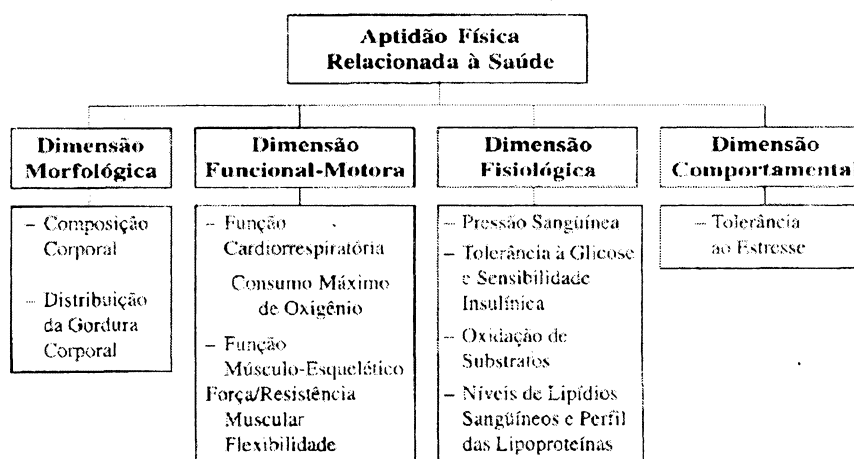 Aptidão Física
Relacionada à Saúde
Dimensão
Morfológica
– Composição
Corporal
– Distribuição
da Gordura
Corporal
Dimensão
Funcional-Motora
– Função
Cardiorrespiratória
Consumo Máximo
de Oxigênio
– Função
Músculo-Esquelético
Força/Resistência
Muscular
Flexibilidade
Dimensão
Fisiológica
– Pressão Sangüínea
– Tolerância à Glicose
e Sensibilidade
Insulínica
– Oxidação de
Substratos
– Níveis de Lipídios
Sangüíneos e Perfil
das Lipoproteínas
Dimensão
Comportamental
– Tolerância
ao Estresse